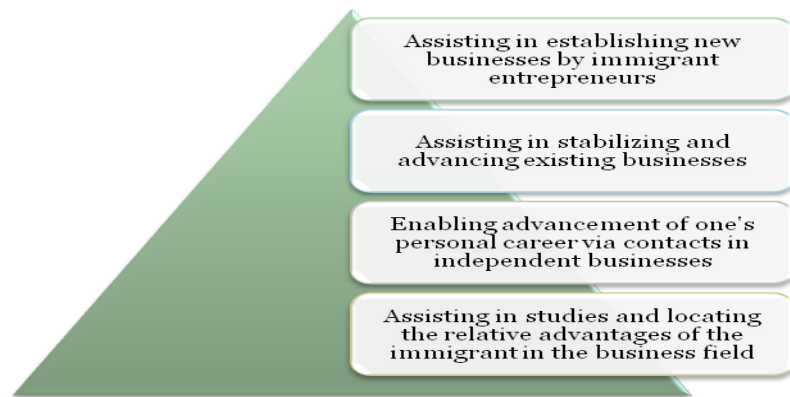 Assisting in establishing new
businesses by immigrant
entrepreneurs
Assisting in stabilizing and
advancing existing businesses
Enabling advancement of one's
personal career via contacts in
independent businesses
Assisting in studies and locating
the relative advantages of the
immigrant in the business field